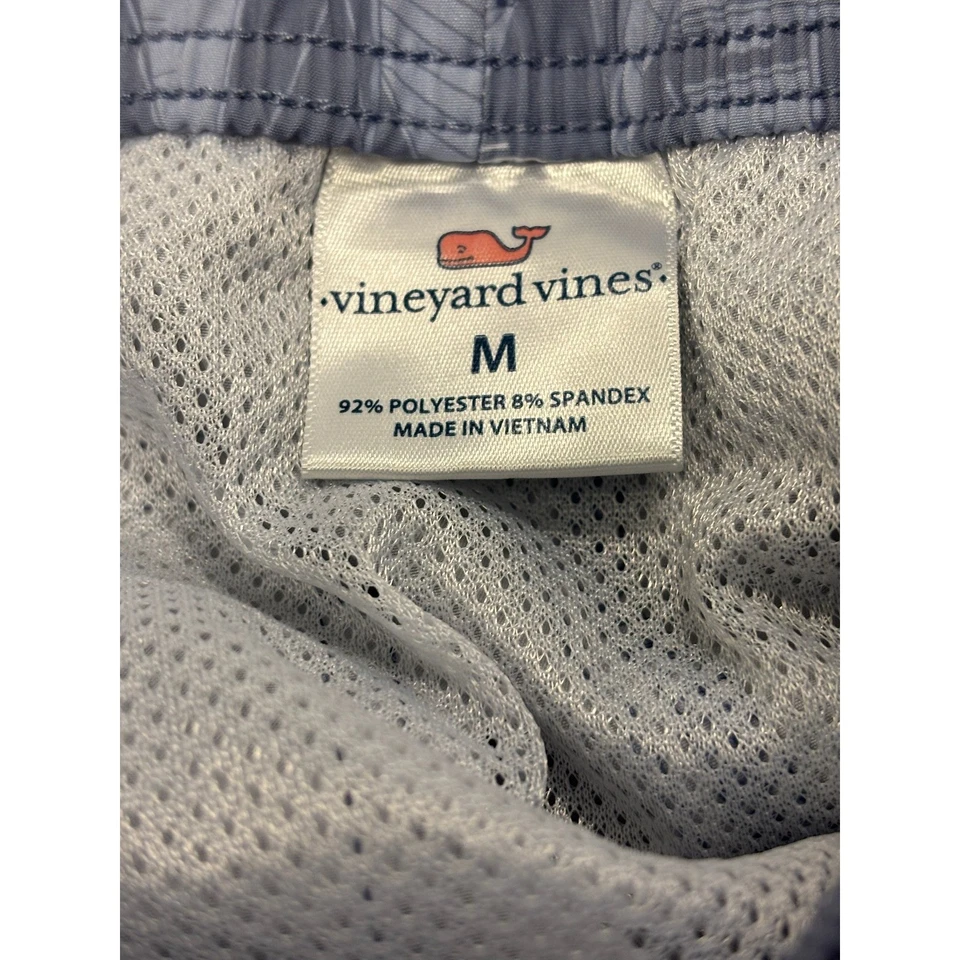 ·vineyard vines®·
M
92% POLYESTER 8% SPANDEX
MADE IN VIETNAM